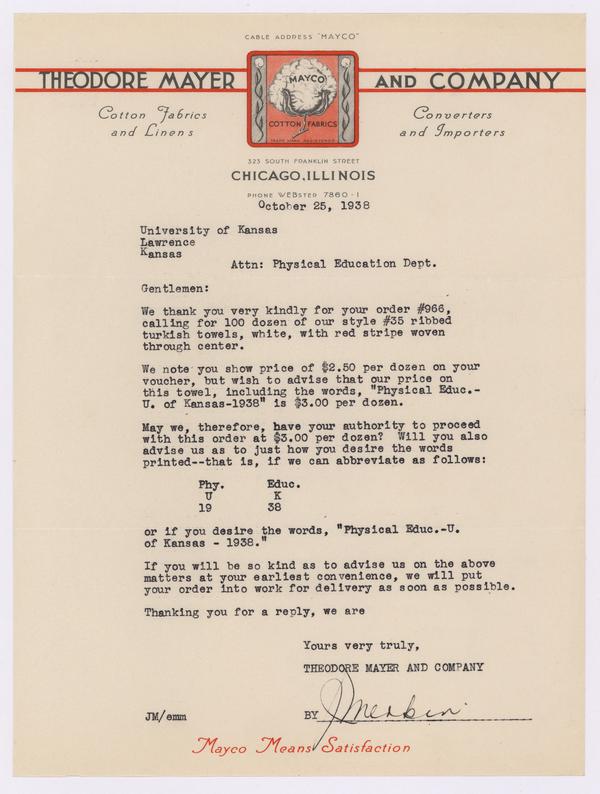 CABLE ADDRESS "MAYCO"
THEODORE MAYER AND COMPANY
MAYCO
COTTON FABRICS
TRADE MARK REGISTERED
Cotton Fabrics
and Linens
Converters
and Importers
323 SOUTH FRANKLIN STREET
CHICAGO, ILLINOIS
PHONE WEBSTER 7860-1
October 25, 1938
University of Kansas
Lawrence
Kansas
Attn: Physical Education Dept.
Gentlemen:
We thank you very kindly for your order #966,
calling for 100 dozen of our style #35 ribbed
turkish towels, white, with red stripe woven
through center.
We note you show price of $2.50 per dozen on your
voucher, but wish to advise that our price on
this towel, including the words, "Physical Educ.-
U. of Kansas-1938" is $3.00 per dozen.
May we, therefore, have your authority to proceed
with this order at $3.00 per dozen? Will you also
advise us as to just how you desire the words
printed--that is, if we can abbreviate as follows:
Phy. Educ.
U K
19 38
or if you desire the words, "Physical Educ.-U.
of Kansas - 1938."
If you will be so kind as to advise us on the above
matters at your earliest convenience, we will put
your order into work for delivery as soon as possible.
Thanking you for a reply, we are
Yours very truly,
THEODORE MAYER AND COMPANY
JM/emm
BY
Mayco Means Satisfaction